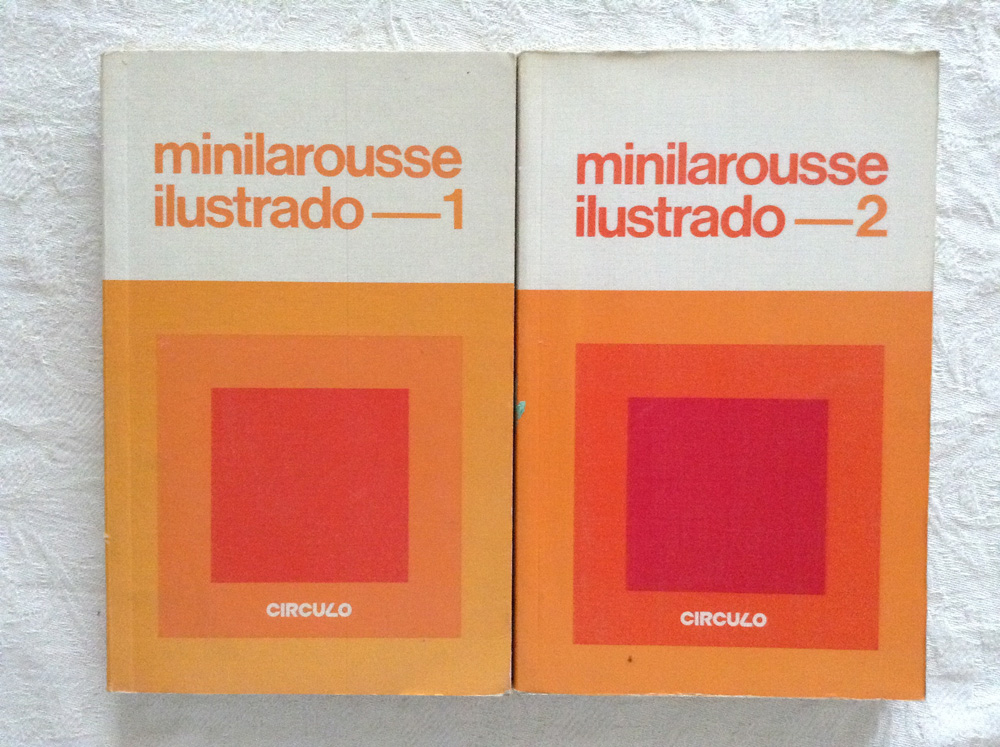 minilarousse
ilustrado —1
CIRCULO
minilarousse
ilustrado —2
CIRCULO